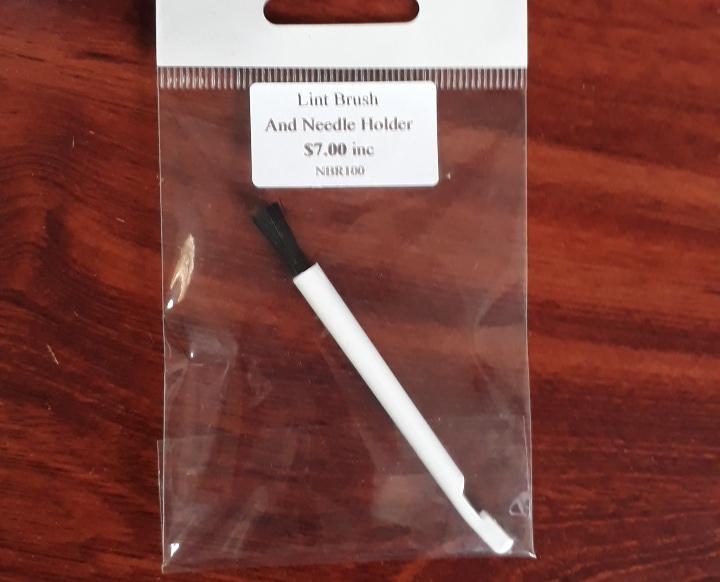 Lint Brush
And Needle Holder
$7.00 inc
NBR100